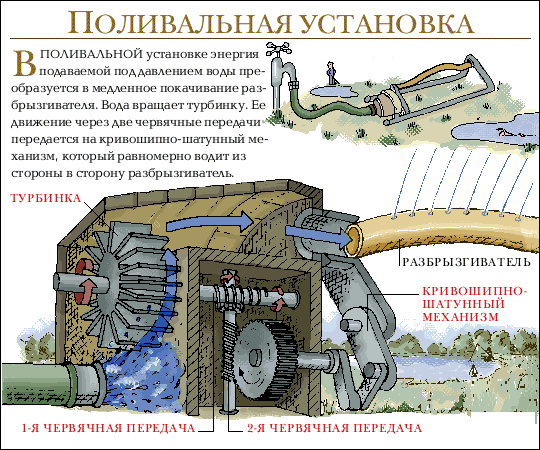 ПОЛИВАЛЬНАЯ УСТАНОВКА
В ПОЛИВАЛЬНОЙ установке энергия
подаваемой под давлением воды пре-
образуется в медленное покачивание раз-
брызгивателя. Вода вращает турбинку. Ее
движение через две червячные передачи
передается на кривошипно-шатунный ме-
ханизм, который равномерно водит из
стороны в сторону разбрызгиватель.
ТУРБИНКА
РАЗБРЫЗГИВАТЕЛЬ
КРИВОШИПНО-
ШАТУННЫЙ
МЕХАНИЗМ
1-Я ЧЕРВЯЧНАЯ ПЕРЕДАЧА
2-Я ЧЕРВЯЧНАЯ ПЕРЕДАЧА